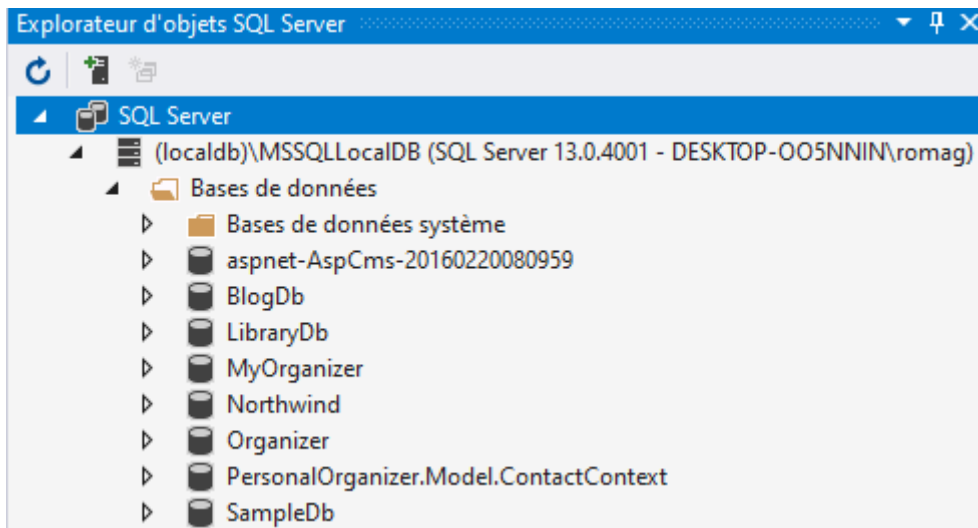 Explorateur d'objets SQL Server
SQL Server
(localdb)\MSSQLLocalDB (SQL Server 13.0.4001 - DESKTOP-OO5NNIN\romag)
Bases de données
Bases de données système
aspnet-AspCms-20160220080959
BlogDb
LibraryDb
MyOrganizer
Northwind
Organizer
PersonalOrganizer.Model.ContactContext
SampleDb